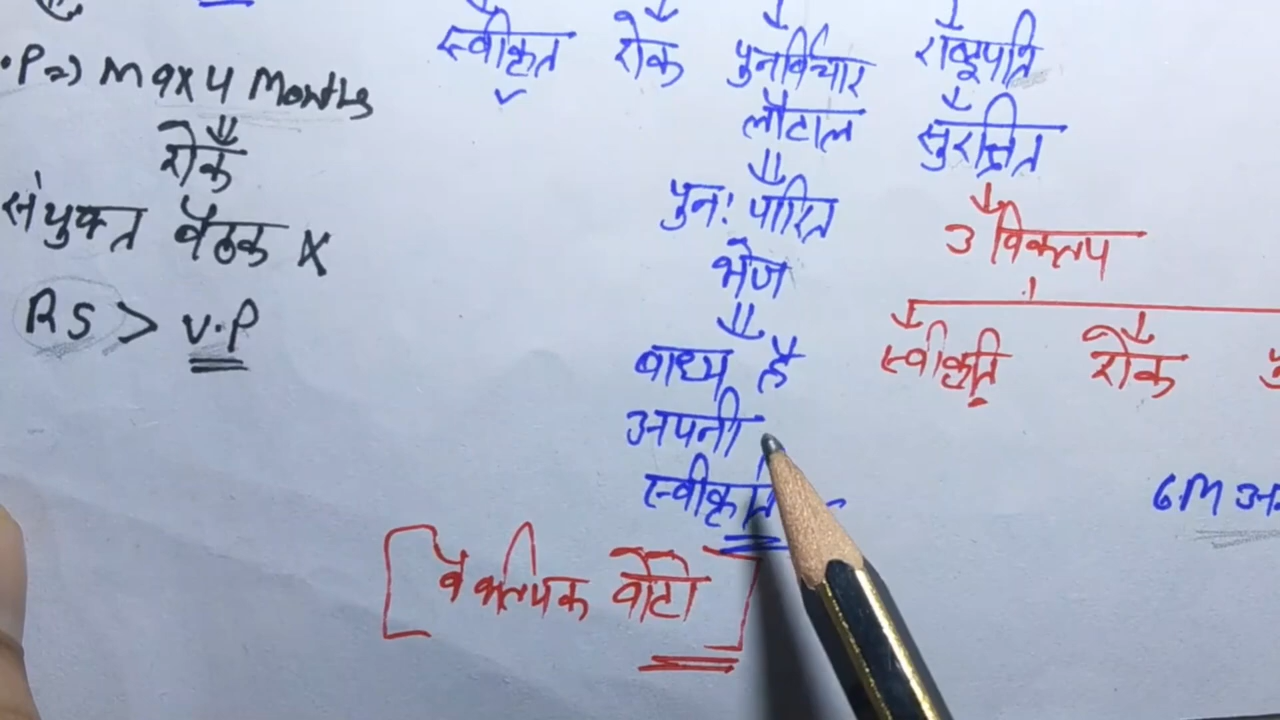 स्वीकृत रोक पुनर्विचार राष्ट्रपति
लौटाल सुरक्षित
पुनः पारित
भेज
बाध्य है
अपनी
स्वीकृति
वैकल्पिक वीटो
3 विकल्प
स्वीकृति रोक
6M
•P=) Max 4 Months
रोकें
संयुक्त बैठक X
RS > V.P